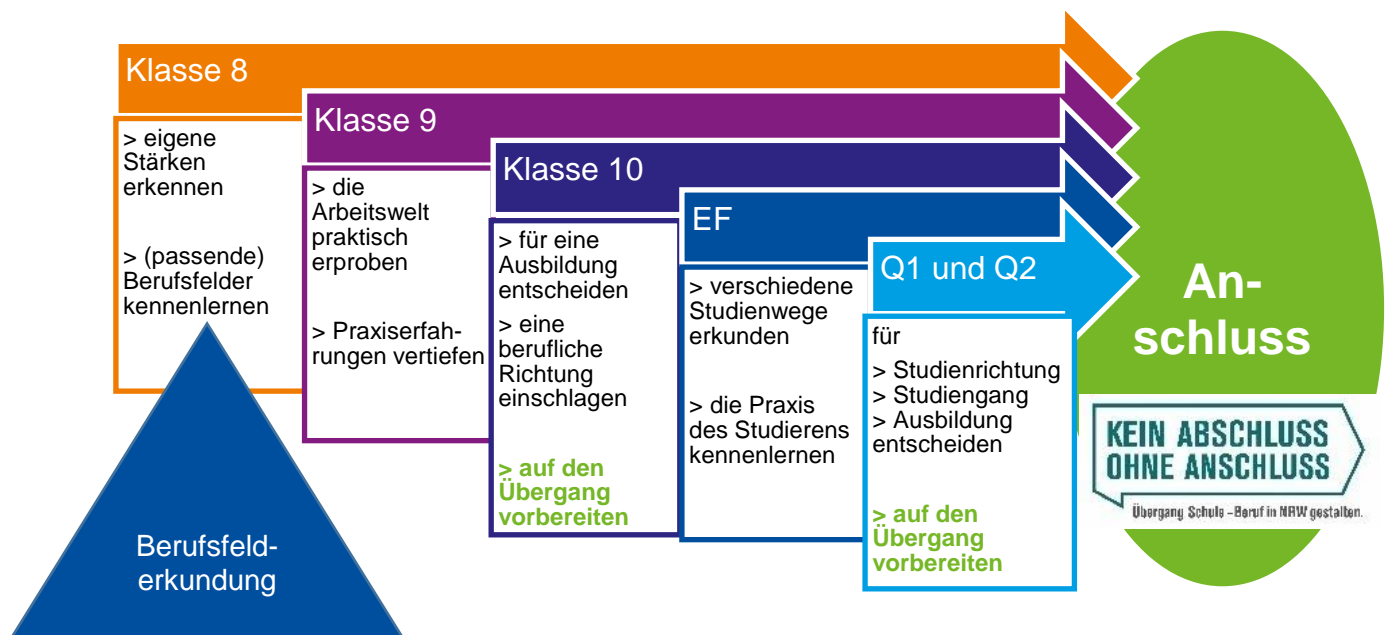 Klasse 8
> eigene
Stärken
erkennen
> (passende)
Berufsfelder
kennenlernen
Klasse 9
> die
Arbeitswelt
praktisch
erproben
> Praxiserfah-
rungen vertiefen
Klasse 10
> für eine
Ausbildung
entscheiden
> eine
berufliche
Richtung
einschlagen
> auf den
Übergang
vorbereiten
EF
> verschiedene
Studienwege
erkunden
> die Praxis
des Studierens
kennenlernen
Q1 und Q2
für
> Studienrichtung
> Studiengang
> Ausbildung
entscheiden
> auf den
Übergang
vorbereiten
An-
schluss
KEIN ABSCHLUSS
OHNE ANSCHLUSS
Übergang Schule – Beruf in NRW gestalten.
Berufsfeld-
erkundung